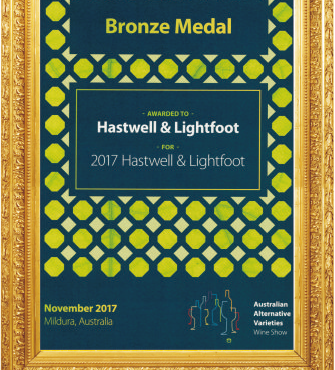 Bronze Medal
- AWARDED TO -
Hastwell & Lightfoot
- FOR -
2017 Hastwell & Lightfoot
November 2017
Mildura, Australia
Australian
Alternative
Varieties
Wine Show